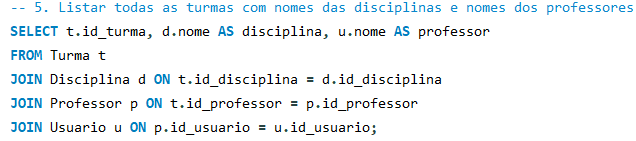 -- 5. Listar todas as turmas com nomes das disciplinas e nomes dos professores
SELECT t.id_turma, d.nome AS disciplina, u.nome AS professor
FROM Turma t
JOIN Disciplina d ON t.id_disciplina = d.id_disciplina
JOIN Professor p ON t.id_professor = p.id_professor
JOIN Usuario u ON p.id_usuario = u.id_usuario;